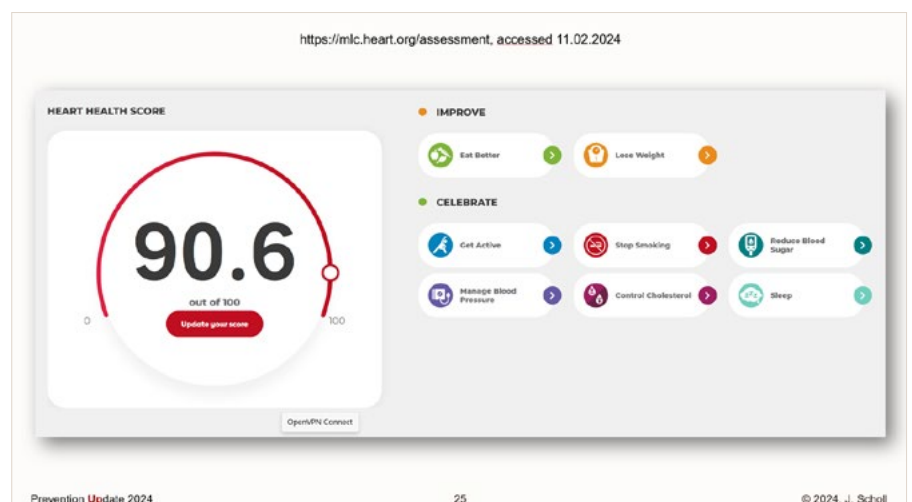 https://mlc.heart.org/assessment, accessed 11.02.2024
HEART HEALTH SCORE
90.6
out of 100
0
100
Update your score
OpenVPN Connect
IMPROVE
Eat Better
Lose Weight
CELEBRATE
Get Active
Stop Smoking
Reduce Blood
Sugar
Manage Blood
Pressure
Control Cholesterol
Sleep
Prevention Update 2024
25
© 2024, J. Scholl